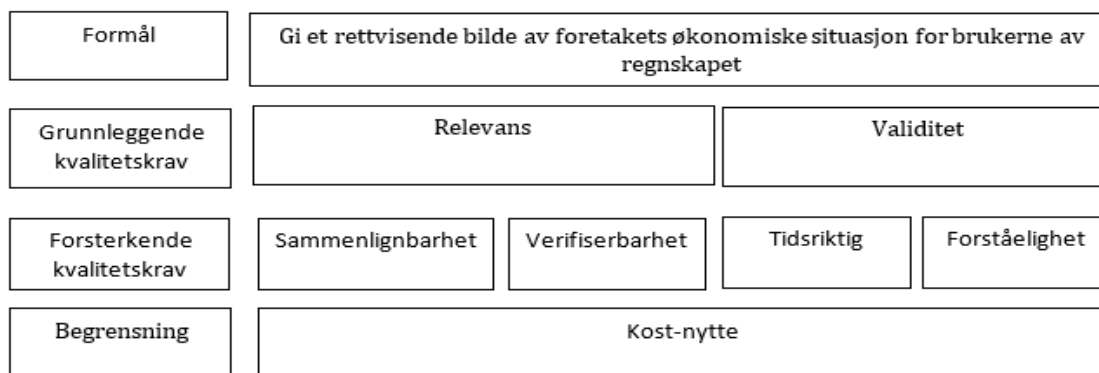 Formål
Gi et rettvisende bilde av foretakets økonomiske situasjon for brukerne av
regnskapet
Grunnleggende
kvalitetskrav
Relevans
Validitet
Forsterkende
kvalitetskrav
Sammenlignbarhet
Verifiserbarhet
Tidsriktig
Forståelighet
Begrensning
Kost-nytte